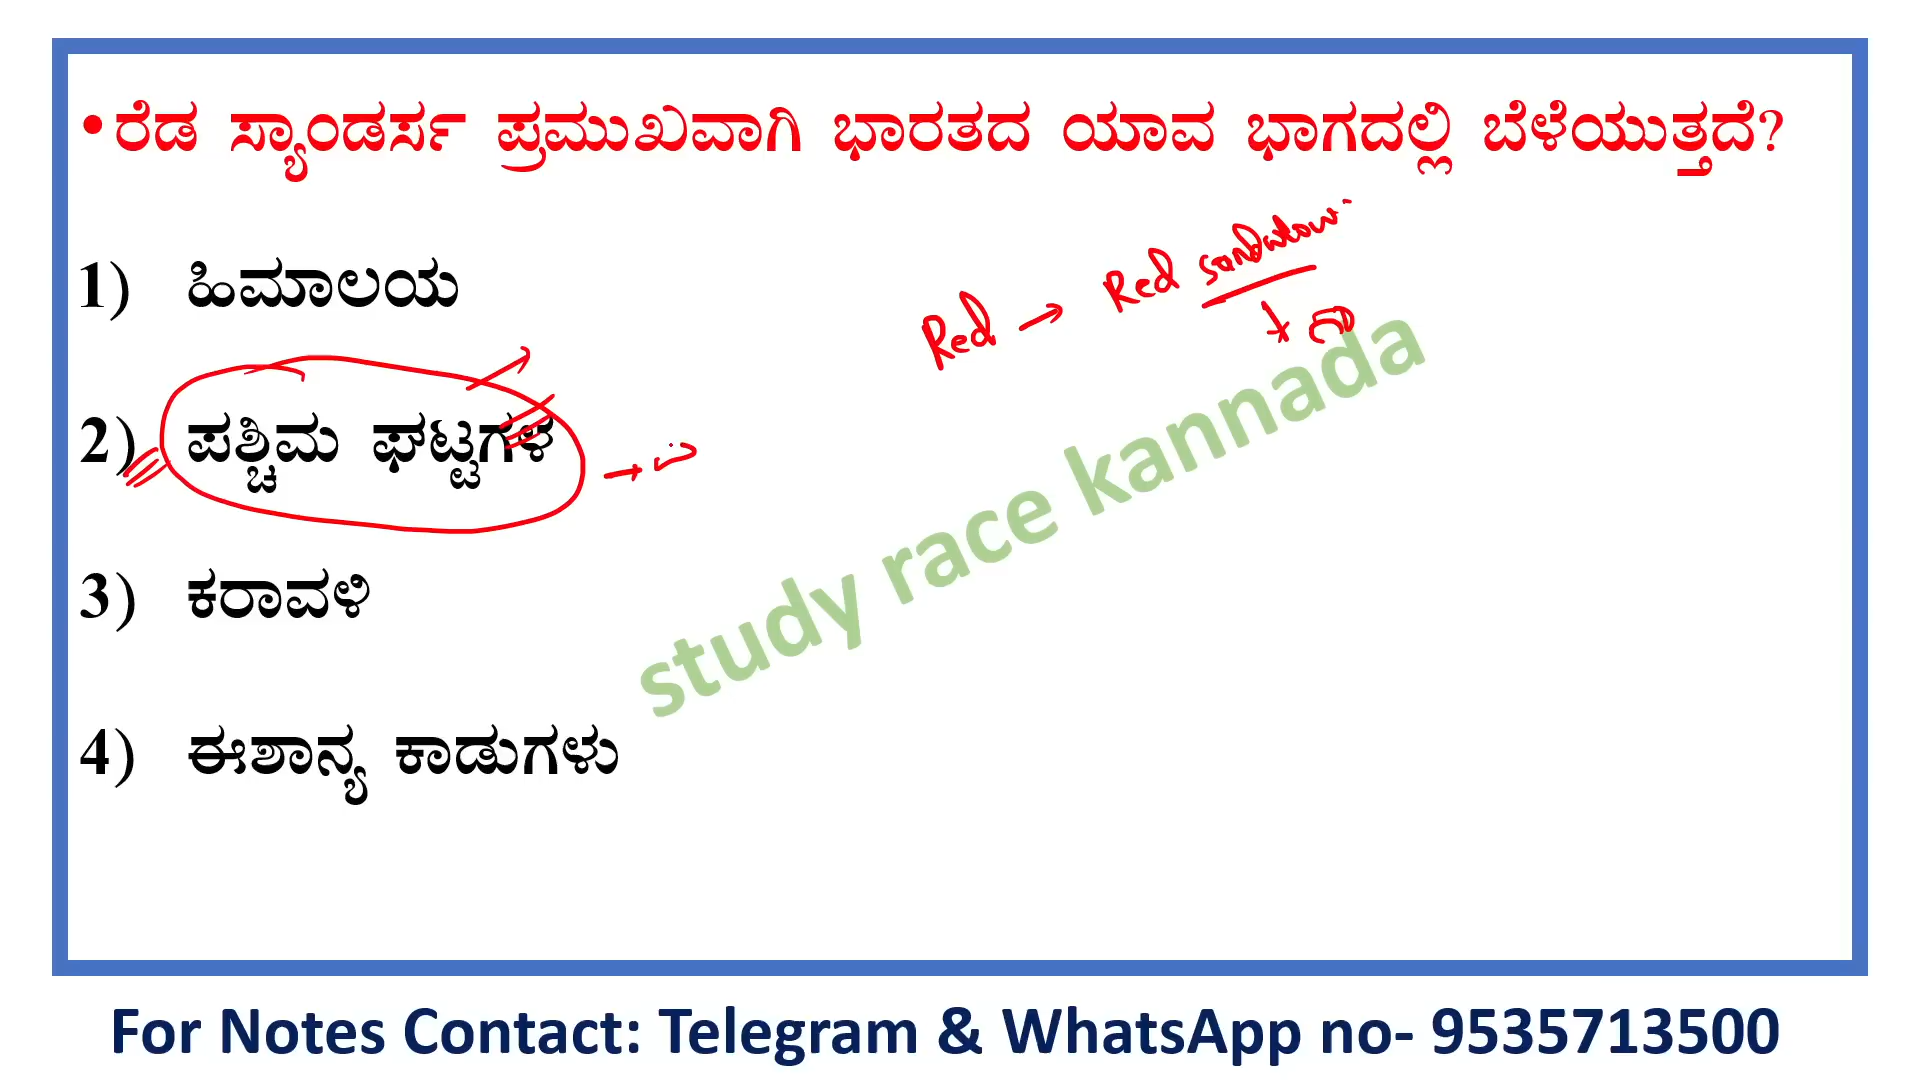 •ರೆಡ ಸ್ಯಾಂಡರ್ಸ ಪ್ರಮುಖವಾಗಿ ಭಾರತದ ಯಾವ ಭಾಗದಲ್ಲಿ ಬೆಳೆಯುತ್ತದೆ?
Red → Red
1) ಹಿಮಾಲಯ
2) ಪಶ್ಚಿಮ ಘಟ್ಟಗಳ
3) ಕರಾವಳಿ
4) ಈಶಾನ್ಯ ಕಾಡುಗಳು
study race kannada
For Notes Contact: Telegram & WhatsApp no- 9535713500